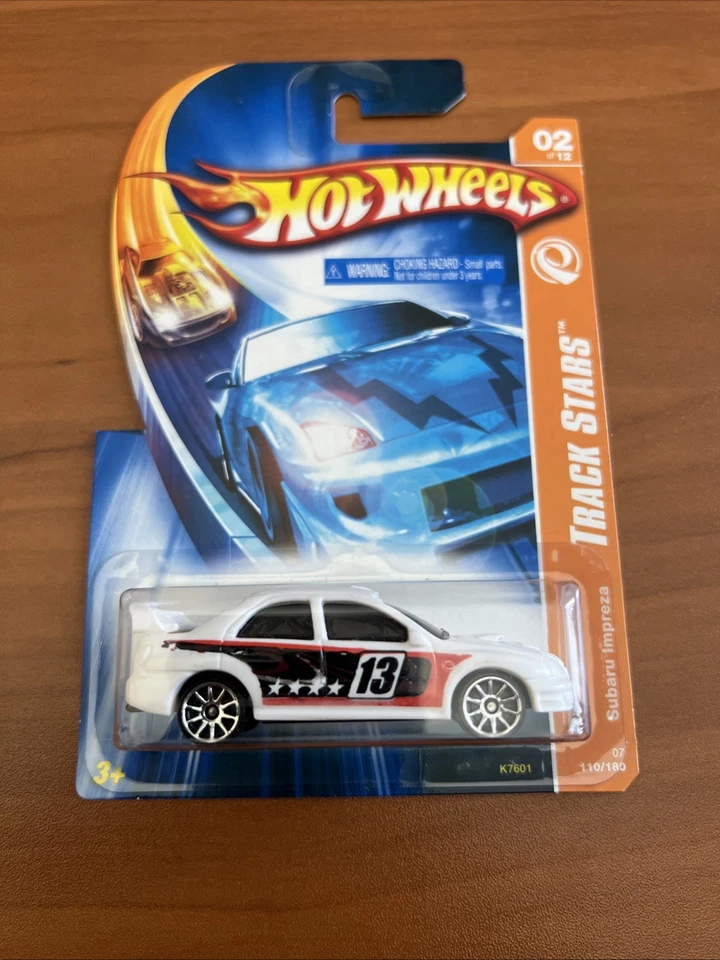 02
of 12
HOT WHEELS®
WARNING: CHOKING HAZARD - Small parts.
Not for children under 3 years.
TRACK STARS™
Subaru Impreza
13
3+
K7601
07
110/180